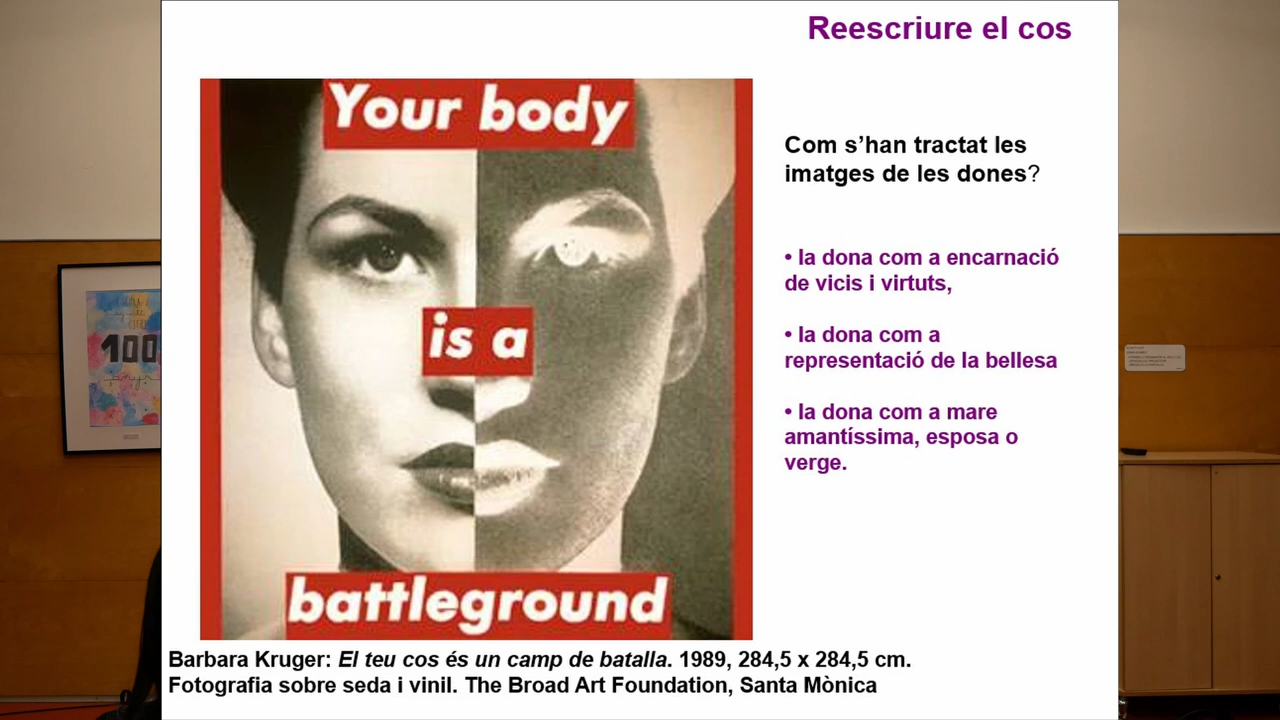 Reescriure el cos
Your body
is a
battleground
Com s’han tractat les
imatges de les dones?
• la dona com a encarnació
de vicis i virtuts,
• la dona com a
representació de la bellesa
• la dona com a mare
amantíssima, esposa o
verge.
Barbara Kruger: El teu cos és un camp de batalla. 1989, 284,5 x 284,5 cm.
Fotografia sobre seda i vinil. The Broad Art Foundation, Santa Mònica
100